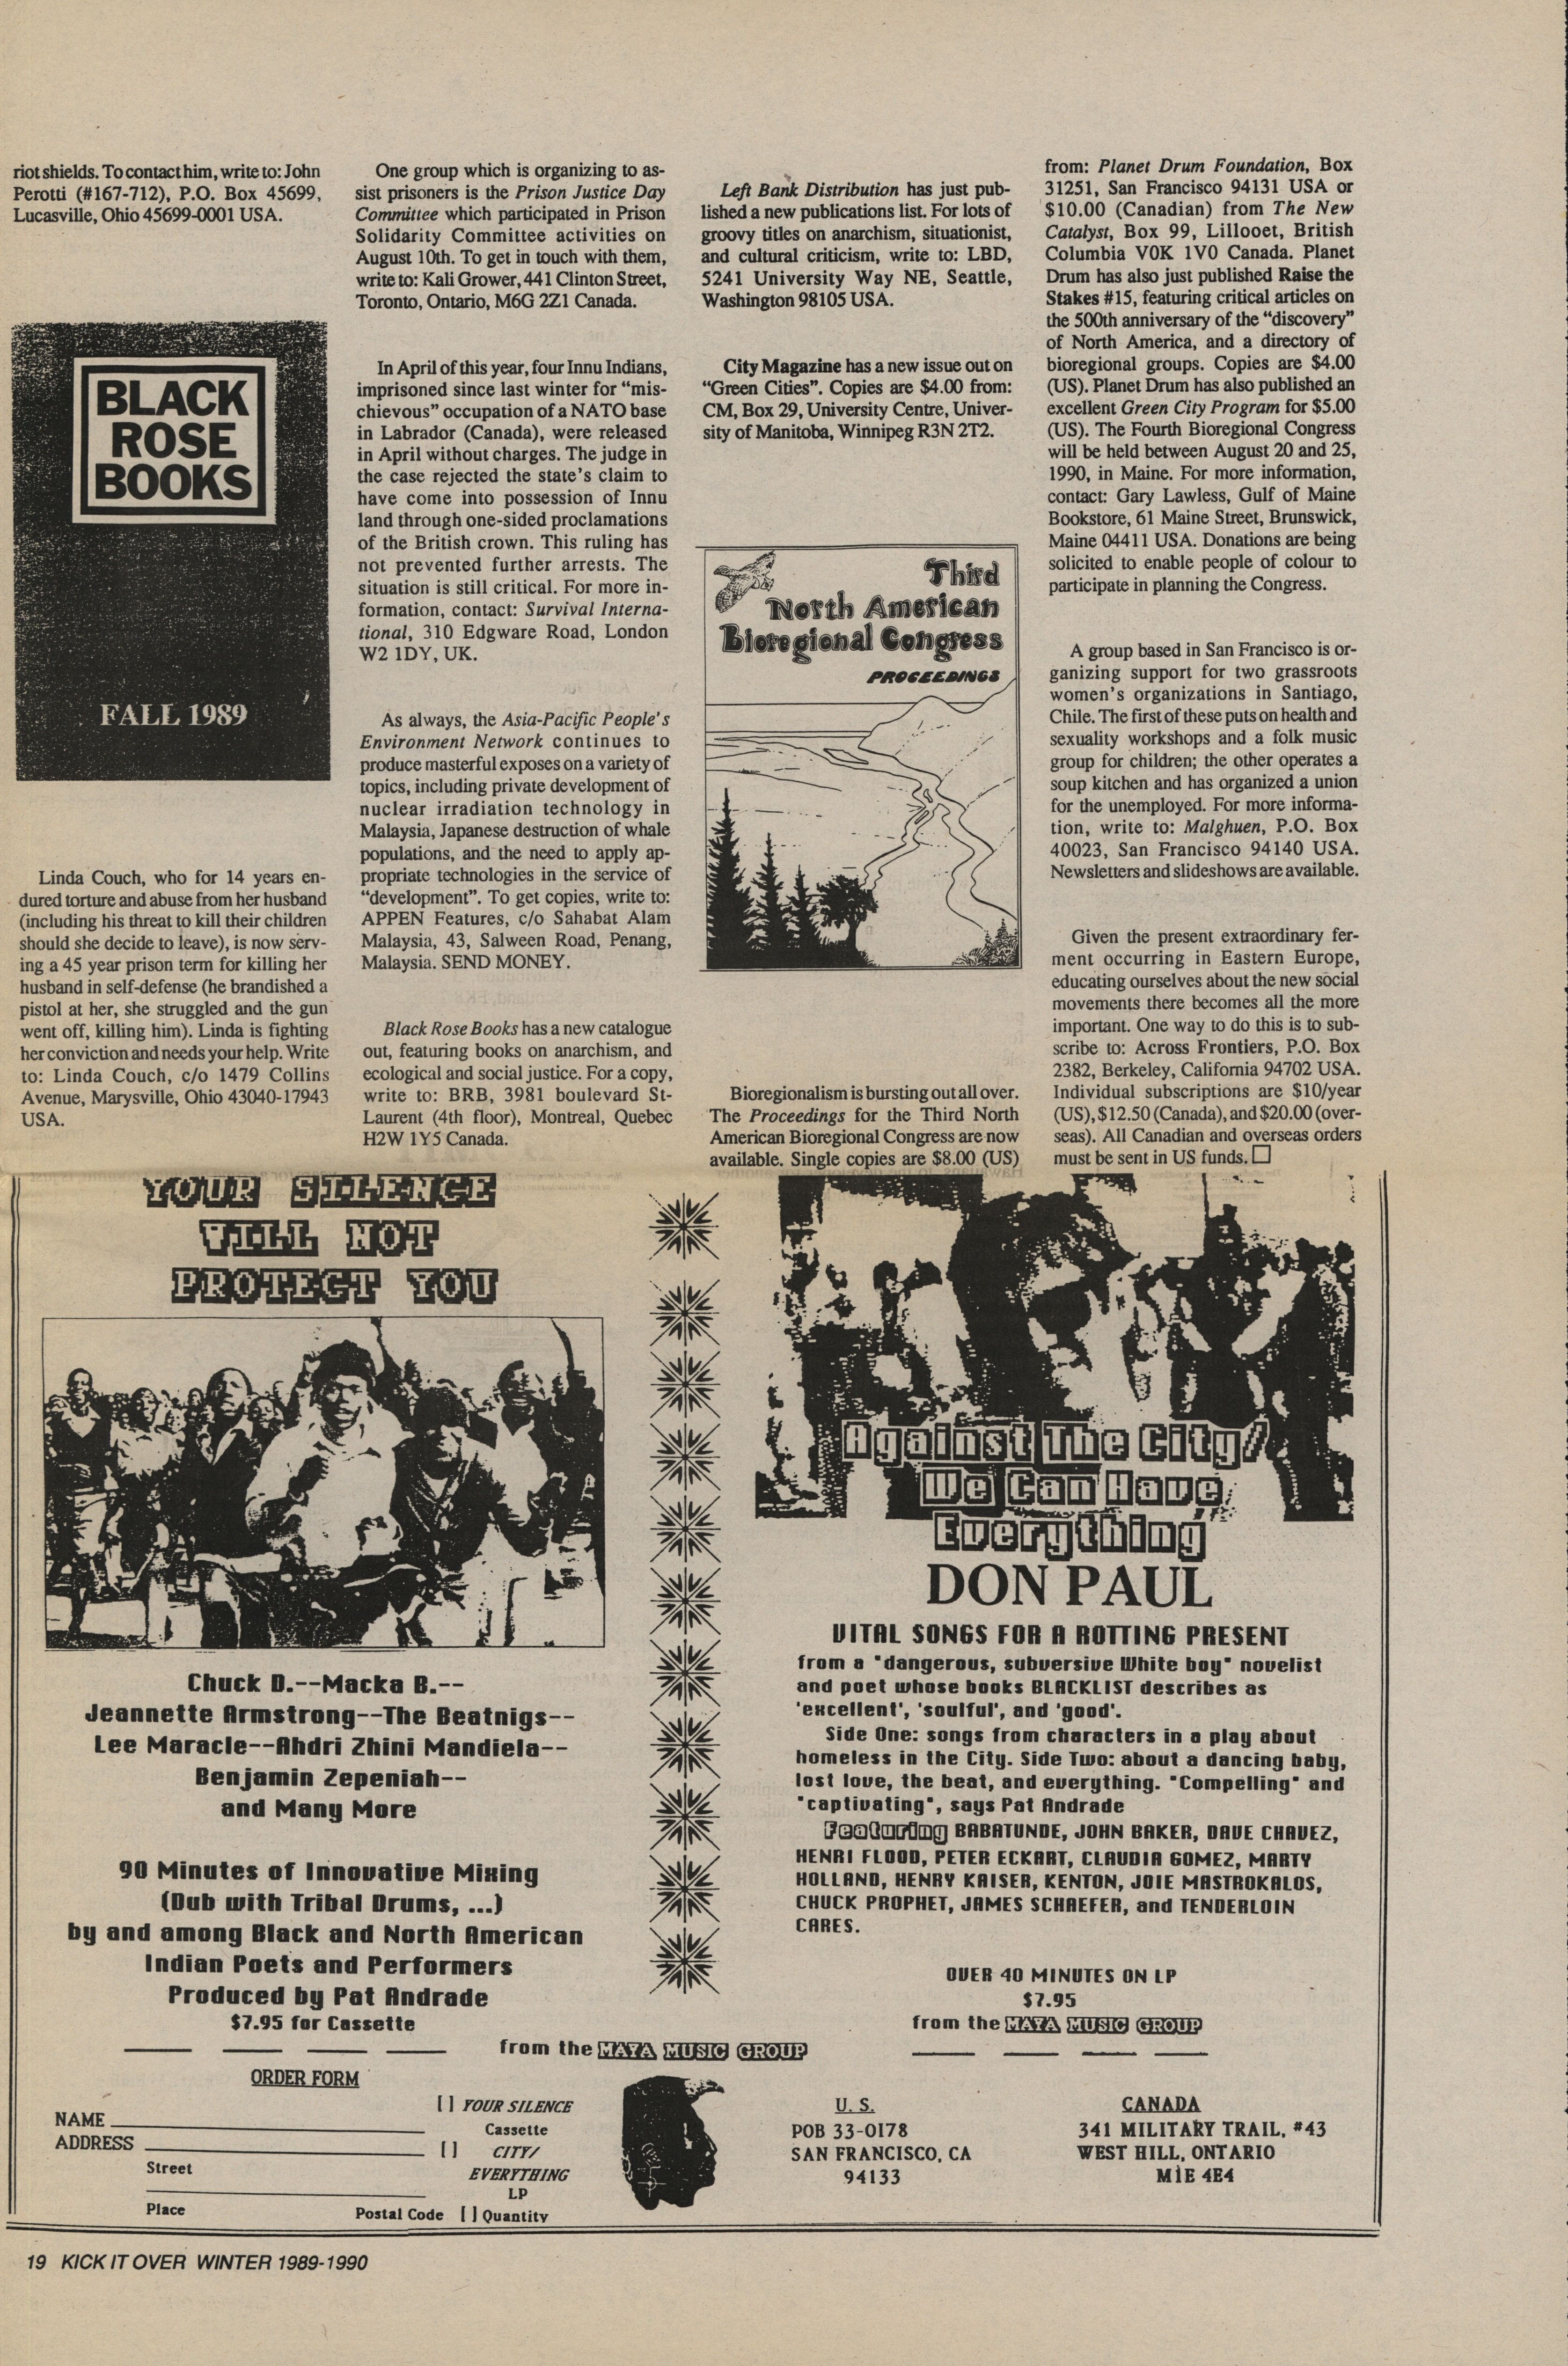 riot shields. To contact him, write to: John
Perotti (#167-712), P.O. Box 45699,
Lucasville, Ohio 45699-0001 USA.
BLACK
ROSE
BOOKS
FALL 1989
Linda Couch, who for 14 years en-
dured torture and abuse from her husband
(including his threat to kill their children
should she decide to leave), is now serv-
ing a 45 year prison term for killing her
husband in self-defense (he brandished a
pistol at her, she struggled and the gun
went off, killing him). Linda is fighting
her conviction and needs your help. Write
to: Linda Couch, c/o 1479 Collins
Avenue, Marysville, Ohio 43040-17943
USA.
One group which is organizing to as-
sist prisoners is the Prison Justice Day
Committee which participated in Prison
Solidarity Committee activities on
August 10th. To get in touch with them,
write to: Kali Grower, 441 Clinton Street,
Toronto, Ontario, M6G 2Z1 Canada.
In April of this year, four Innu Indians,
imprisoned since last winter for "mis-
chievous" occupation of a NATO base
in Labrador (Canada), were released
in April without charges. The judge in
the case rejected the state's claim to
have come into possession of Innu
land through one-sided proclamations
of the British crown. This ruling has
not prevented further arrests. The
situation is still critical. For more in-
formation, contact: Survival Interna-
tional, 310 Edgware Road, London
W2 1DY, UK.
As always, the Asia-Pacific People's
Environment Network continues to
produce masterful exposes on a variety of
topics, including private development of
nuclear irradiation technology in
Malaysia, Japanese destruction of whale
populations, and the need to apply ap-
propriate technologies in the service of
"development". To get copies, write to:
APPEN Features, c/o Sahabat Alam
Malaysia, 43, Salween Road, Penang,
Malaysia. SEND MONEY.
Black Rose Books has a new catalogue
out, featuring books on anarchism, and
ecological and social justice. For a copy,
write to: BRB, 3981 boulevard St-
Laurent (4th floor), Montreal, Quebec
H2W 1Y5 Canada.
Left Bank Distribution has just pub-
lished a new publications list. For lots of
groovy titles on anarchism, situationist,
and cultural criticism, write to: LBD,
5241 University Way NE, Seattle,
Washington 98105 USA.
City Magazine has a new issue out on
"Green Cities". Copies are $4.00 from:
CM, Box 29, University Centre, Univer-
sity of Manitoba, Winnipeg R3N 2T2.
Third
North American
Bioregional Congress
PROCEEDINGS
Bioregionalism is bursting out all over.
The Proceedings for the Third North
American Bioregional Congress are now
available. Single copies are $8.00 (US)
from: Planet Drum Foundation, Box
31251, San Francisco 94131 USA or
$10.00 (Canadian) from The New
Catalyst, Box 99, Lillooet, British
Columbia V0K 1V0 Canada. Planet
Drum has also just published Raise the
Stakes #15, featuring critical articles on
the 500th anniversary of the "discovery"
of North America, and a directory of
bioregional groups. Copies are $4.00
(US). Planet Drum has also published an
excellent Green City Program for $5.00
(US). The Fourth Bioregional Congress
will be held between August 20 and 25,
1990, in Maine. For more information,
contact: Gary Lawless, Gulf of Maine
Bookstore, 61 Maine Street, Brunswick,
Maine 04411 USA. Donations are being
solicited to enable people of colour to
participate in planning the Congress.
A group based in San Francisco is or-
ganizing support for two grassroots
women's organizations in Santiago,
Chile. The first of these puts on health and
sexuality workshops and a folk music
group for children; the other operates a
soup kitchen and has organized a union
for the unemployed. For more informa-
tion, write to: Malghuen, P.O. Box
40023, San Francisco 94140 USA.
Newsletters and slideshows are available.
Given the present extraordinary fer-
ment occurring in Eastern Europe,
educating ourselves about the new social
movements there becomes all the more
important. One way to do this is to sub-
scribe to: Across Frontiers, P.O. Box
2382, Berkeley, California 94702 USA.
Individual subscriptions are $10/year
(US), $12.50 (Canada), and $20.00 (over-
seas). All Canadian and overseas orders
must be sent in US funds. □
YOUR SILENCE
WILL NOT
PROTECT YOU
Chuck D.--Macka B.--
Jeannette Armstrong--The Beatnigs--
Lee Maracle--Ahdri Zhini Mandiela--
Benjamin Zepeniah--
and Many More
90 Minutes of Innovative Mixing
(Dub with Tribal Drums, ...)
by and among Black and North American
Indian Poets and Performers
Produced by Pat Andrade
$7.95 for Cassette
from the MAYA MUSIC GROUP
Against The City/
We Can Have
Everything
DON PAUL
VITAL SONGS FOR A ROTTING PRESENT
from a "dangerous, subversive White boy" novelist
and poet whose books BLACKLIST describes as
'excellent', 'soulful', and 'good'.
Side One: songs from characters in a play about
homeless in the City. Side Two: about a dancing baby,
lost love, the beat, and everything. "Compelling" and
"captivating", says Pat Andrade
Featuring BABATUNDE, JOHN BAKER, DAVE CHAVEZ,
HENRI FLOOD, PETER ECKART, CLAUDIA GOMEZ, MARTY
HOLLAND, HENRY KAISER, KENTON, JOIE MASTROKALOS,
CHUCK PROPHET, JAMES SCHAEFER, and TENDERLOIN
CARES.
OVER 40 MINUTES ON LP
$7.95
from the MAYA MUSIC GROUP
ORDER FORM
NAME
ADDRESS
Street
Place Postal Code
[ ] YOUR SILENCE
Cassette
[ ] CITY/
EVERYTHING
LP
[ ] Quantity
U. S.
POB 33-0178
SAN FRANCISCO, CA
94133
CANADA
341 MILITARY TRAIL, #43
WEST HILL, ONTARIO
M1E 4E4
19 KICK IT OVER WINTER 1989-1990